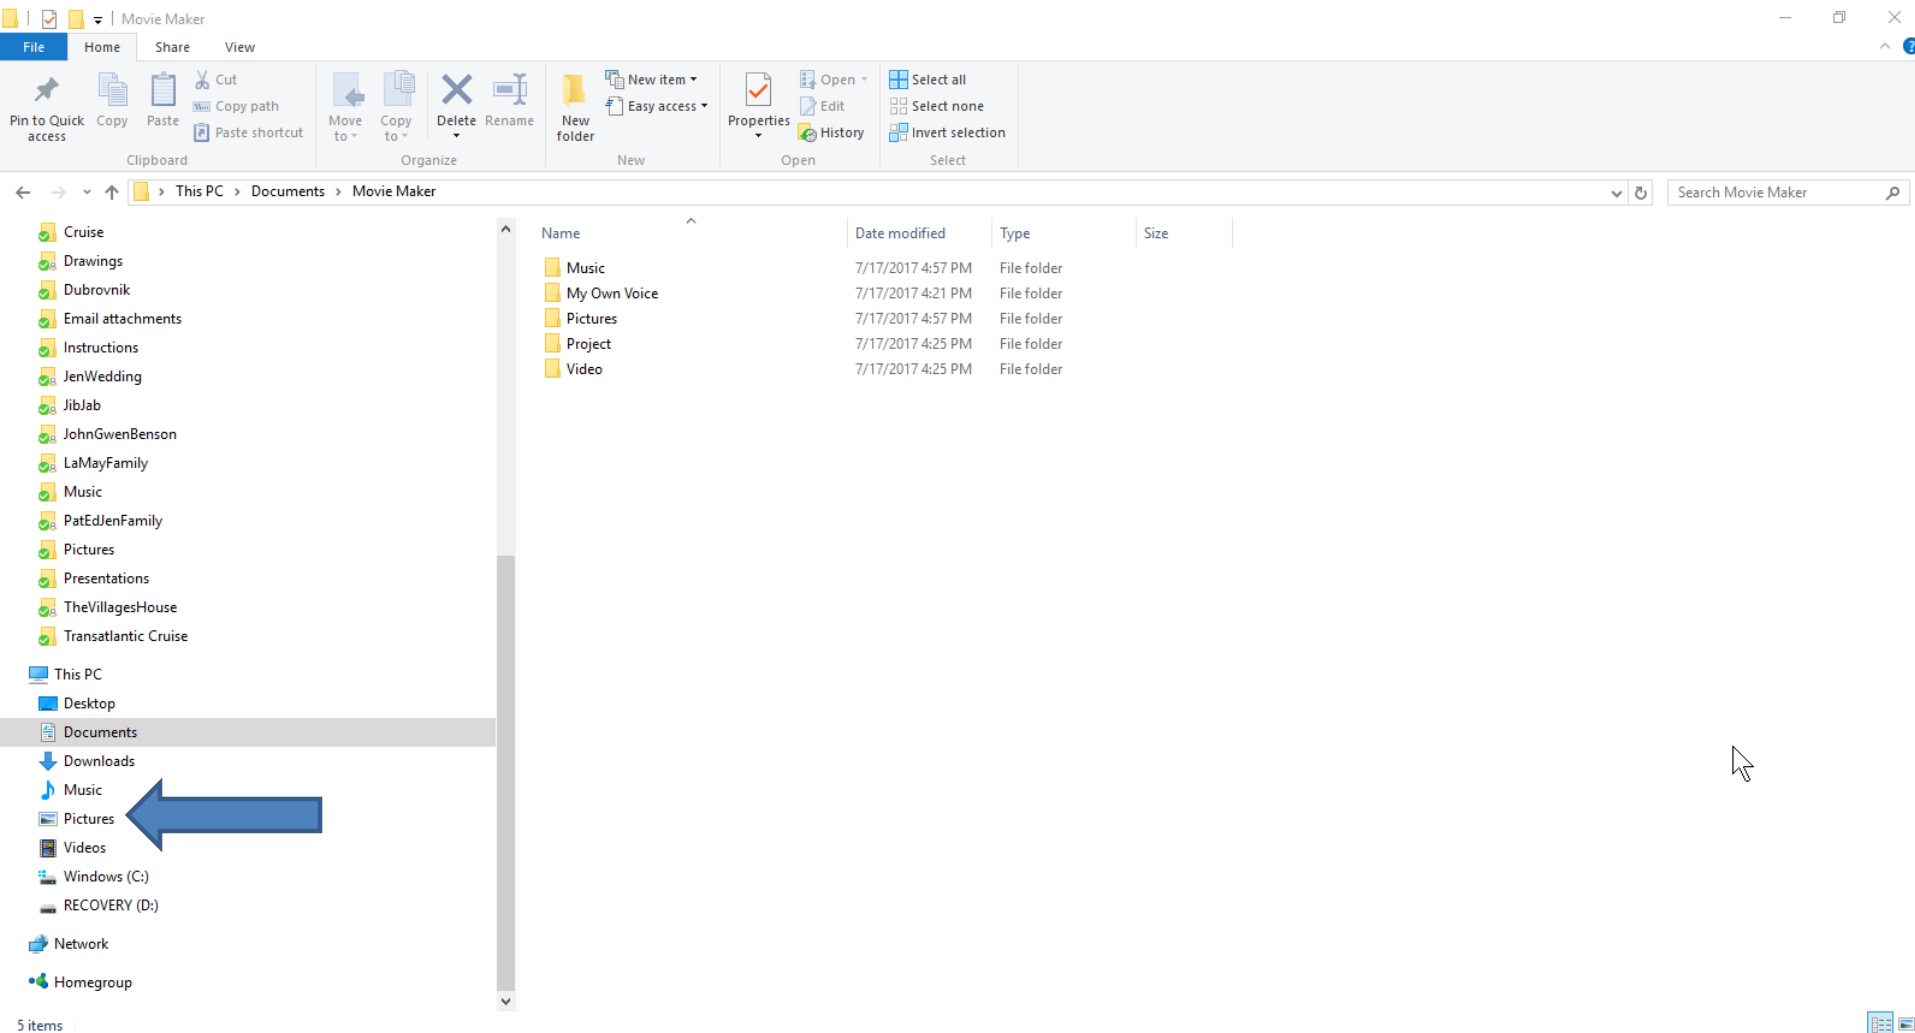 Movie Maker
File Home Share View
Pin to Quick access
Copy
Paste
Cut
Copy path
Paste shortcut
Clipboard
Move to
Copy to
Delete
Rename
Organize
New folder
New item
Easy access
New
Properties
Open
Edit
History
Open
Select all
Select none
Invert selection
Select
This PC > Documents > Movie Maker
Search Movie Maker
Cruise
Drawings
Dubrovnik
Email attachments
Instructions
JenWedding
JibJab
JohnGwenBenson
LaMayFamily
Music
PatEdJenFamily
Pictures
Presentations
TheVillagesHouse
Transatlantic Cruise
This PC
Desktop
Documents
Downloads
Music
Pictures
Videos
Windows (C:)
RECOVERY (D:)
Network
Homegroup
Name Date modified Type Size
Music 7/17/2017 4:57 PM File folder
My Own Voice 7/17/2017 4:21 PM File folder
Pictures 7/17/2017 4:57 PM File folder
Project 7/17/2017 4:25 PM File folder
Video 7/17/2017 4:25 PM File folder
5 items